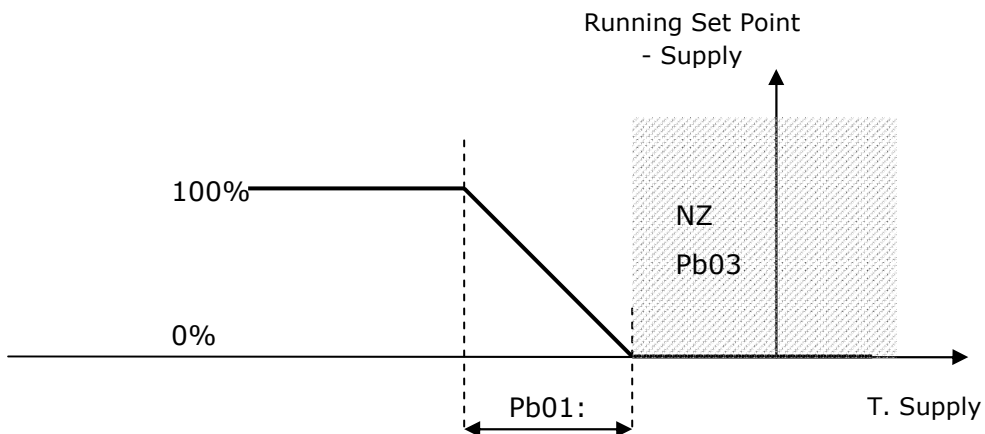 Running Set Point
- Supply
100%
NZ
Pb03
0%
Pb01:
T. Supply